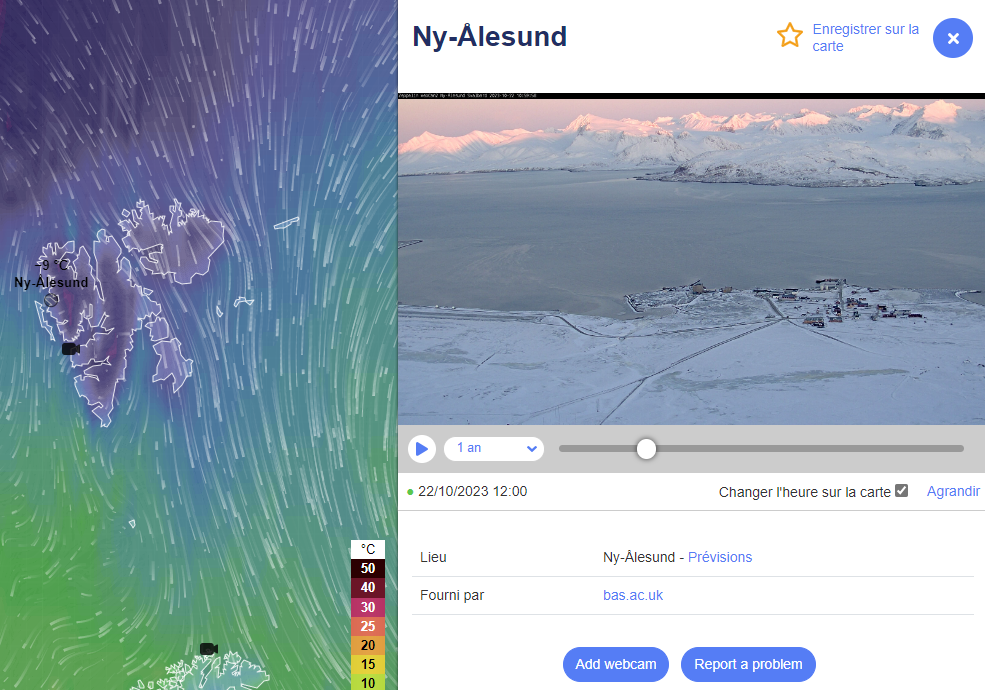 Ny-Ålesund
Enregistrer sur la
carte
-9 °C
Ny-Ålesund
1 an
22/10/2023 12:00
Changer l'heure sur la carte
Agrandir
°C
50
40
30
25
20
15
10
Lieu
Ny-Ålesund - Prévisions
Fourni par
bas.ac.uk
Add webcam
Report a problem